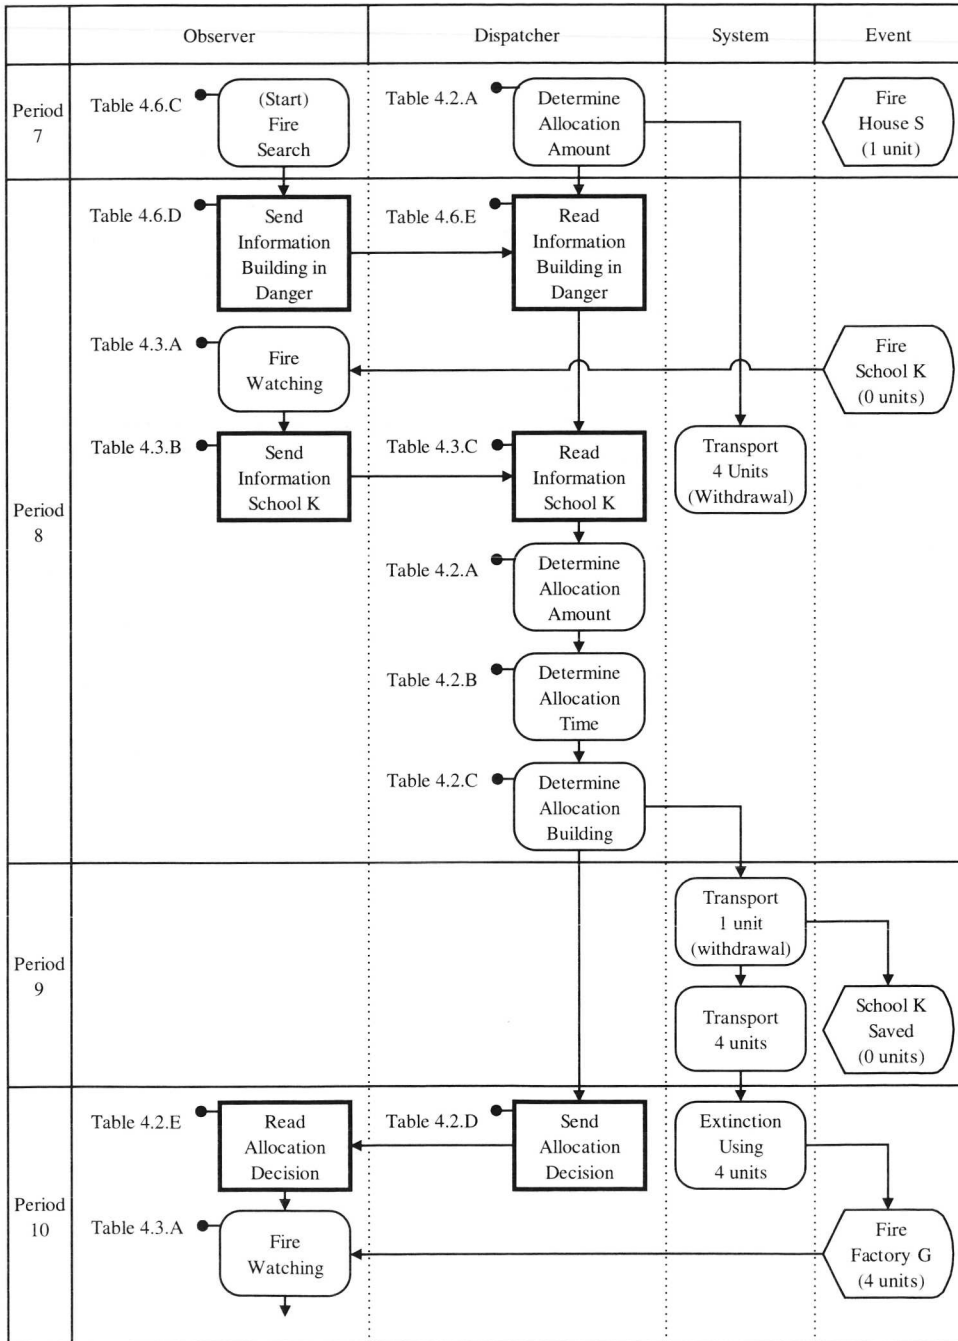 Observer
Dispatcher
System
Event
Period
7
Table 4.6.C
(Start)
Fire
Search
Table 4.2.A
Determine
Allocation
Amount
Fire
House S
(1 unit)
Period
8
Table 4.6.D
Send
Information
Building in
Danger
Table 4.6.E
Read
Information
Building in
Danger
Table 4.3.A
Fire
Watching
Fire
School K
(0 units)
Table 4.3.B
Send
Information
School K
Table 4.3.C
Read
Information
School K
Transport
4 Units
(Withdrawal)
Table 4.2.A
Determine
Allocation
Amount
Table 4.2.B
Determine
Allocation
Time
Table 4.2.C
Determine
Allocation
Building
Period
9
Transport
1 unit
(withdrawal)
Transport
4 units
School K
Saved
(0 units)
Period
10
Table 4.2.E
Read
Allocation
Decision
Table 4.2.D
Send
Allocation
Decision
Extinction
Using
4 units
Table 4.3.A
Fire
Watching
Fire
Factory G
(4 units)